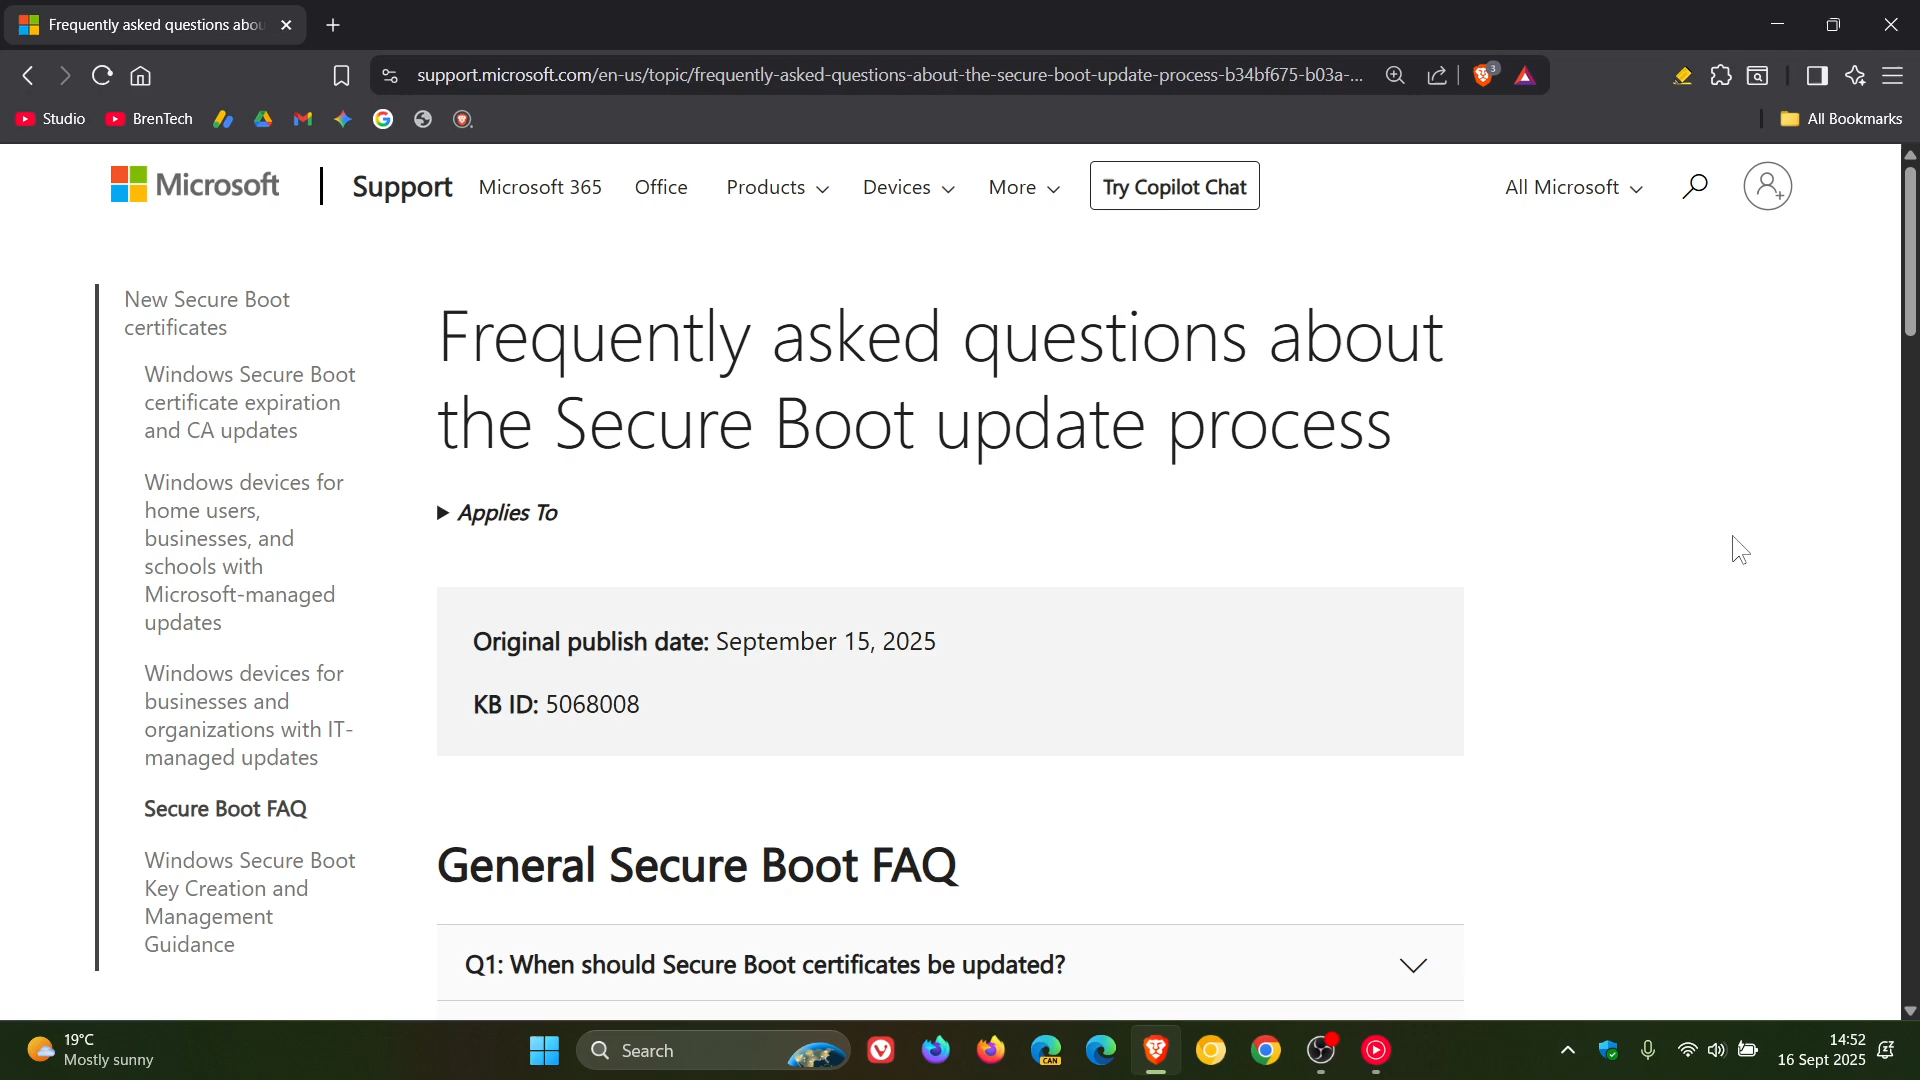 Frequently asked questions abou
support.microsoft.com/en-us/topic/frequently-asked-questions-about-the-secure-boot-update-process-b34bf675-b03a-...
3
Studio
BrenTech
All Bookmarks
Microsoft
Support
Microsoft 365
Office
Products
Devices
More
Try Copilot Chat
All Microsoft
New Secure Boot
certificates
Windows Secure Boot
certificate expiration
and CA updates
Windows devices for
home users,
businesses, and
schools with
Microsoft-managed
updates
Windows devices for
businesses and
organizations with IT-
managed updates
Secure Boot FAQ
Windows Secure Boot
Key Creation and
Management
Guidance
Frequently asked questions about
the Secure Boot update process
Applies To
Original publish date: September 15, 2025
KB ID: 5068008
General Secure Boot FAQ
Q1: When should Secure Boot certificates be updated?
19°C
Mostly sunny
Search
CAN
14:52
16 Sept 2025